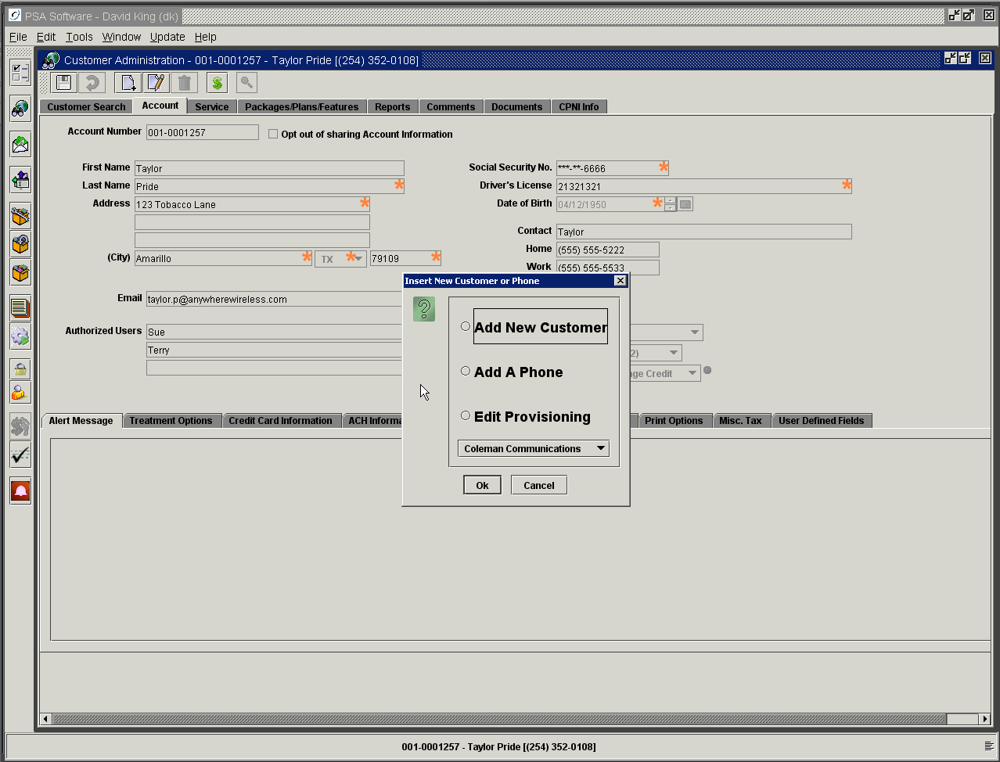 PSA Software - David King (dk)
File Edit Tools Window Update Help
Customer Administration - 001-0001257 - Taylor Pride [(254) 352-0108]
Customer Search Account Service Packages/Plans/Features Reports Comments Documents CPNI Info
Account Number 001-0001257 Opt out of sharing Account Information
First Name Taylor Social Security No. ***-**-6666
Last Name Pride Driver's License 21321321
Address 123 Tobacco Lane Date of Birth 04/12/1950
Contact Taylor
Home (555) 555-5222
(City) Amarillo TX 79109
Work (555) 555-5533
Insert New Customer or Phone
Email taylor.p@anywherewireless.com
Add New Customer
Authorized Users Sue
Terry 2)
Add A Phone
nge Credit
Edit Provisioning
Alert Message Treatment Options Credit Card Information ACH Informa Print Options Misc. Tax User Defined Fields
Coleman Communications
Ok Cancel
001-0001257 - Taylor Pride [(254) 352-0108]